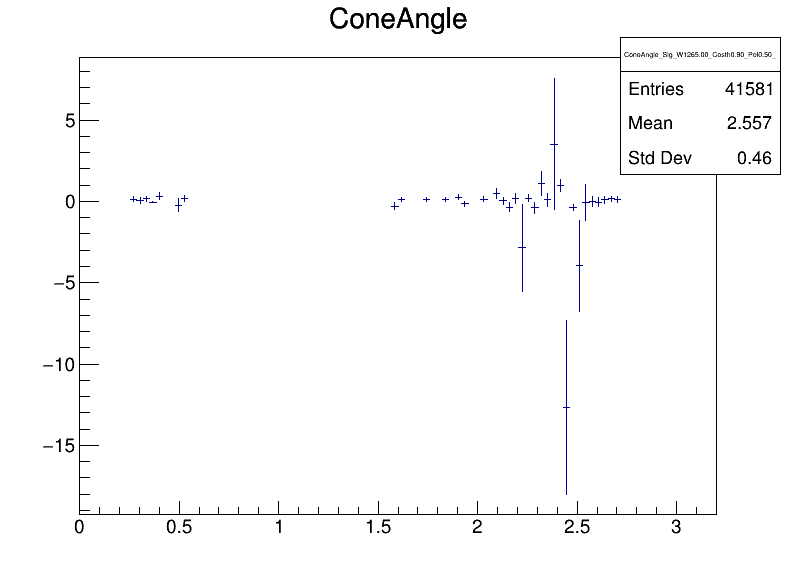 ConeAngle
ConeAngle_Sig_W1265.00_Costh0.90_Pol0.50_
Entries 41581
Mean 2.557
Std Dev 0.46
5
0
−5
−10
−15
0 0.5 1 1.5 2 2.5 3